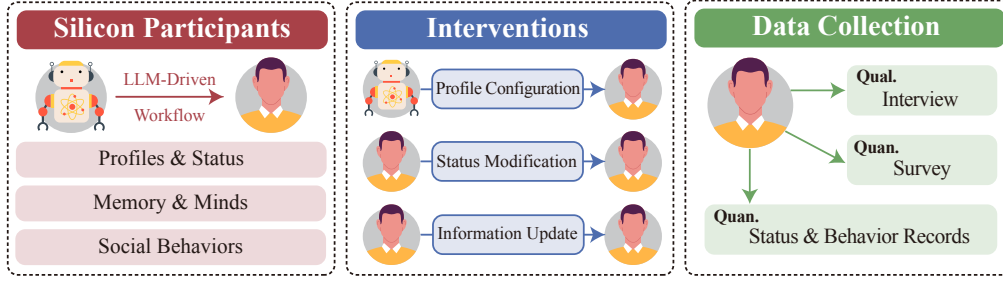 Silicon Participants
LLM-Driven
Workflow
Profiles & Status
Memory & Minds
Social Behaviors
Interventions
Profile Configuration
Status Modification
Information Update
Data Collection
Qual.
Interview
Quan.
Survey
Quan.
Status & Behavior Records